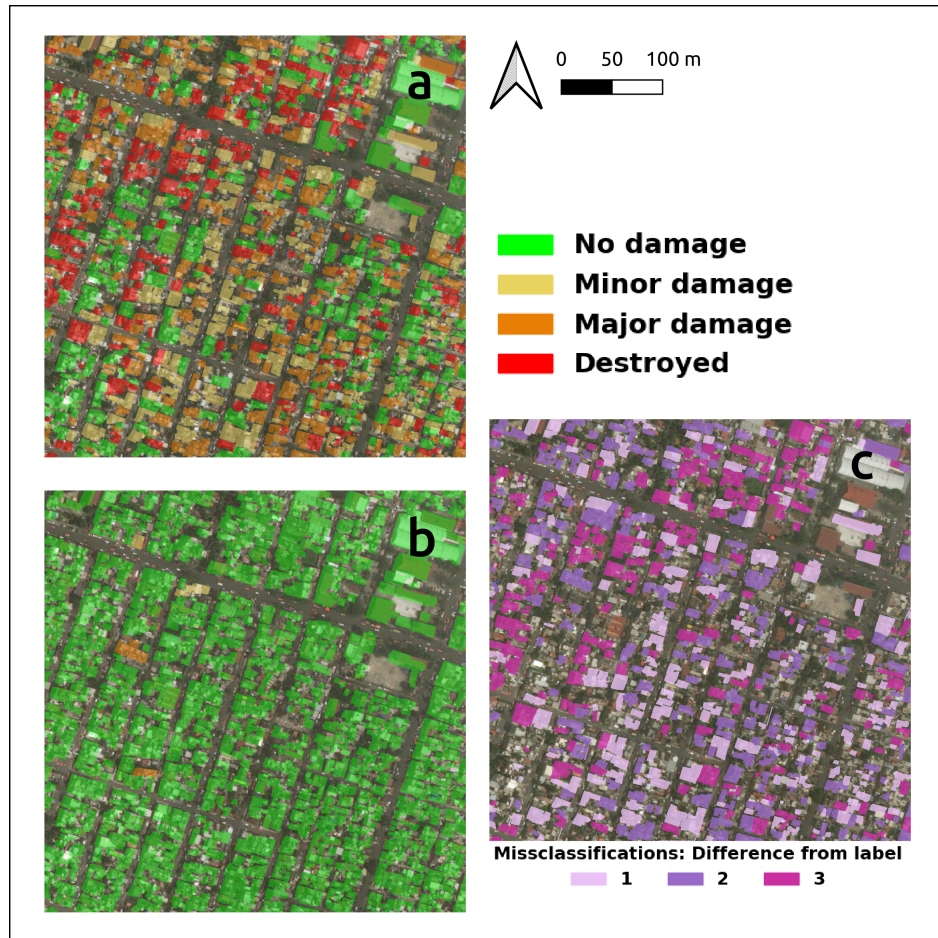 a
0 50 100 m
No damage
Minor damage
Major damage
Destroyed
b
c
Missclassifications: Difference from label
1 2 3